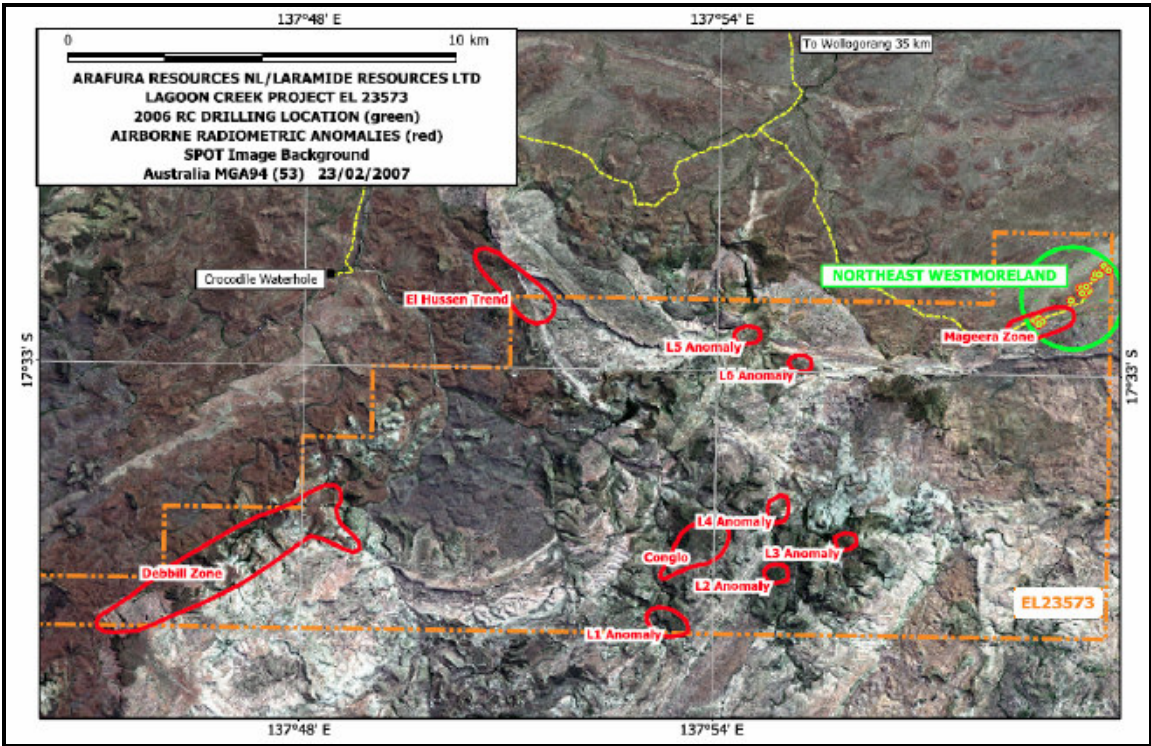 137°48' E
137°54' E
0
10 km
ARAFURA RESOURCES NL/LARAMIDE RESOURCES LTD
LAGOON CREEK PROJECT EL 23573
2006 RC DRILLING LOCATION (green)
AIRBORNE RADIOMETRIC ANOMALIES (red)
SPOT Image Background
Australia MGA94 (53) 23/02/2007
To Wollogorang 35 km
Crocodile Waterhole
NORTHEAST WESTMORELAND
El Hussen Trend
Mageera Zone
L5 Anomaly
L6 Anomaly
17°33' S
17°33' S
L4 Anomaly
Conglo
L3 Anomaly
Debbill Zone
L2 Anomaly
EL23573
L1 Anomaly
137°48' E
137°54' E